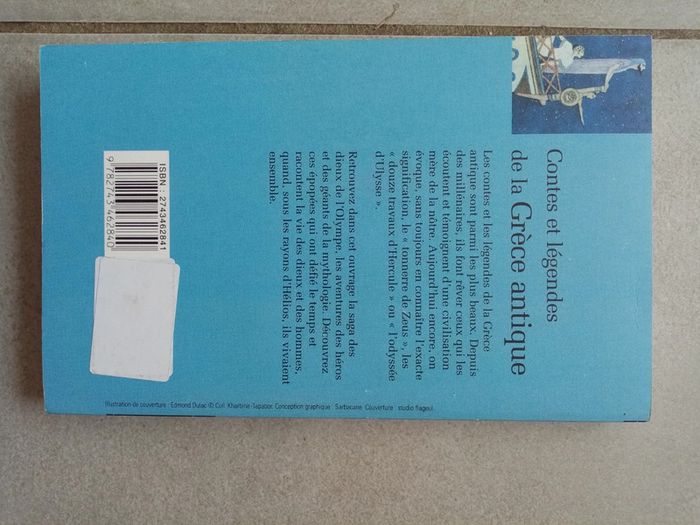 Contes et légendes
de la Grèce antique
Les contes et les légendes de la Grèce
antique sont parmi les plus beaux. Depuis
des millénaires, ils font rêver ceux qui les
écoutent et témoignent d'une civilisation
mère de la nôtre. Aujourd'hui encore, on
évoque, sans toujours en connaître l'exacte
signification, le « tonnerre de Zeus », les
« douze travaux d'Hercule » ou « l'odyssée
d'Ulysse ».
Retrouvez dans cet ouvrage la saga des
dieux de l'Olympe, les aventures des héros
et des géants de la mythologie. Découvrez
ces épopées qui ont défié le temps et
racontent la vie des dieux et des hommes,
quand, sous les rayons d'Hélios, ils vivaient
ensemble.
ISBN : 2743462841
9 782743 462840
Illustration de couverture : Edmond Dulac © Coll. Kharbine-Tapabor. Conception graphique : Sarbacane. Couverture : studio flageul.